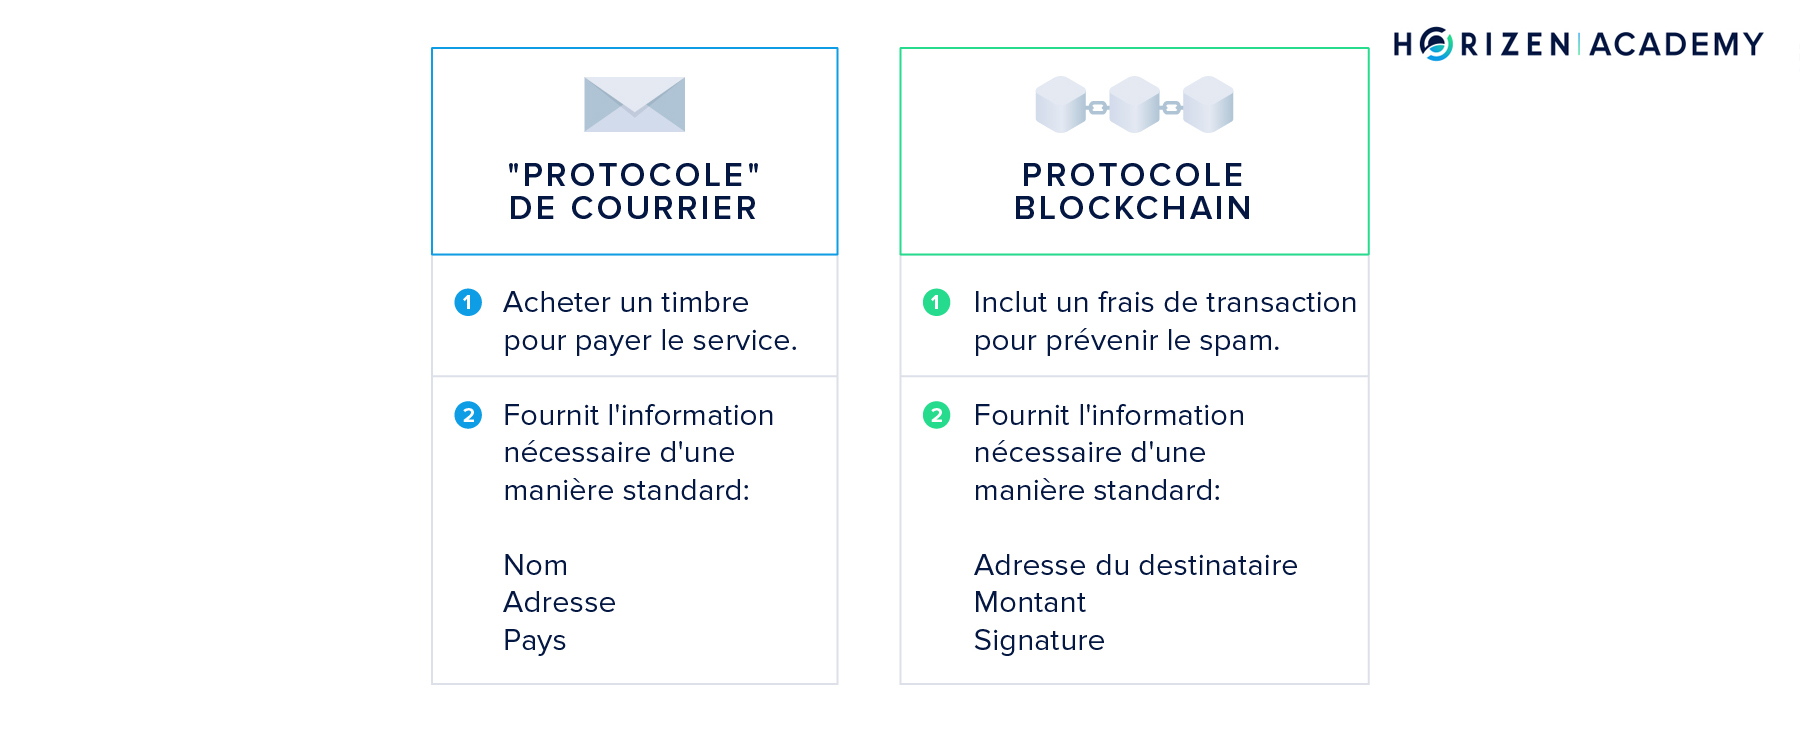 HORIZEN | ACADEMY
"PROTOCOLE"
DE COURRIER
1 Acheter un timbre
pour payer le service.
2 Fournit l'information
nécessaire d'une
manière standard:
Nom
Adresse
Pays
PROTOCOLE
BLOCKCHAIN
1 Inclut un frais de transaction
pour prévenir le spam.
2 Fournit l'information
nécessaire d'une
manière standard:
Adresse du destinataire
Montant
Signature